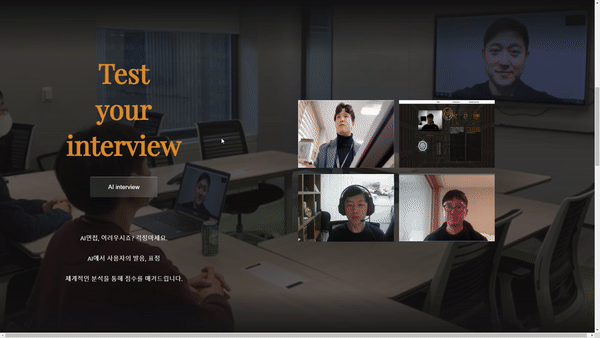 Test
your
interview
AI interview
AI면접, 어려우시죠? 걱정마세요.
AI에서 사용자의 발음, 표정
체계적인 분석을 통해 점수를 매겨드립니다.